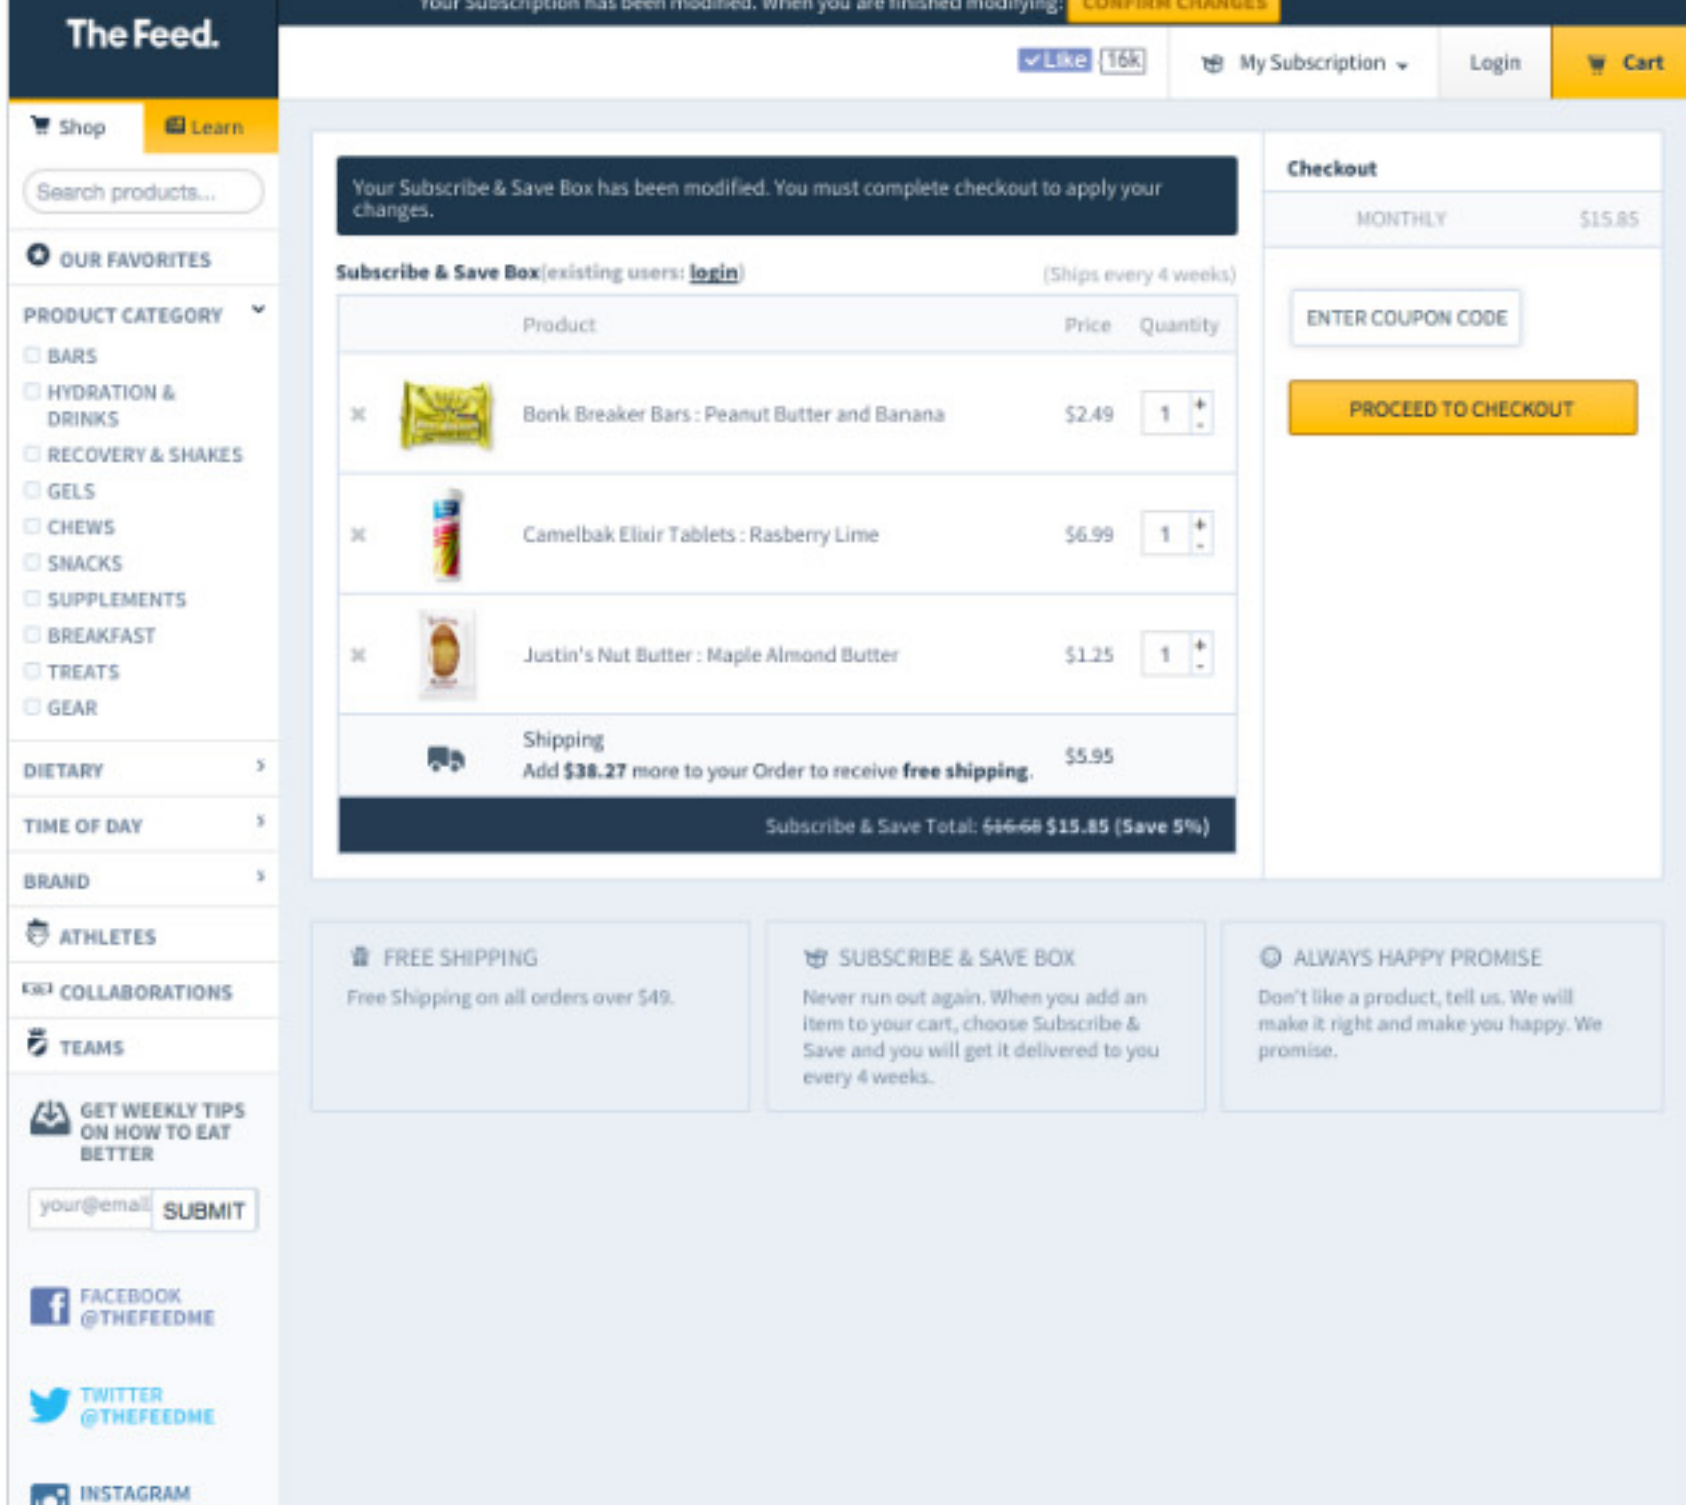 Your Subscription has been modified. When you are finished modifying: CONFIRM CHANGES
The Feed.
Like 16k
My Subscription
Login
Cart
Shop
Learn
Search products...
OUR FAVORITES
PRODUCT CATEGORY
BARS
HYDRATION &
DRINKS
RECOVERY & SHAKES
GELS
CHEWS
SNACKS
SUPPLEMENTS
BREAKFAST
TREATS
GEAR
DIETARY
TIME OF DAY
BRAND
ATHLETES
COLLABORATIONS
TEAMS
GET WEEKLY TIPS
ON HOW TO EAT
BETTER
your@email
SUBMIT
FACEBOOK
@THEFEEDME
TWITTER
@THEFEEDME
INSTAGRAM
Your Subscribe & Save Box has been modified. You must complete checkout to apply your
changes.
Subscribe & Save Box(existing users: login)
(Ships every 4 weeks)
Product Price Quantity
Bonk Breaker Bars : Peanut Butter and Banana $2.49 1 + -
Camelbak Elixir Tablets : Rasberry Lime $6.99 1 + -
Justin's Nut Butter : Maple Almond Butter $1.25 1 + -
Shipping
Add $38.27 more to your Order to receive free shipping. $5.95
Subscribe & Save Total: $16.68 $15.85 (Save 5%)
Checkout
MONTHLY $15.85
ENTER COUPON CODE
PROCEED TO CHECKOUT
FREE SHIPPING
Free Shipping on all orders over $49.
SUBSCRIBE & SAVE BOX
Never run out again. When you add an
item to your cart, choose Subscribe &
Save and you will get it delivered to you
every 4 weeks.
ALWAYS HAPPY PROMISE
Don't like a product, tell us. We will
make it right and make you happy. We
promise.